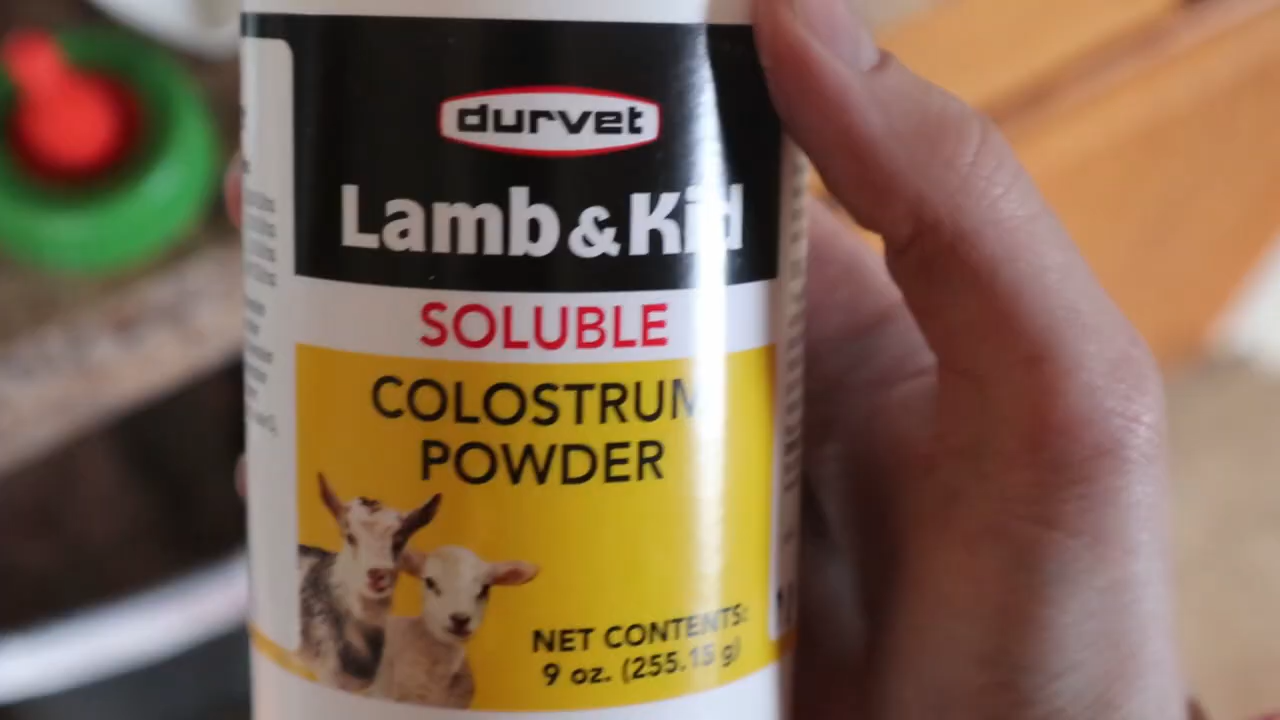 durvet
Lamb & Kid
SOLUBLE
COLOSTRUM
POWDER
NET CONTENTS:
9 oz. (255.15 g)